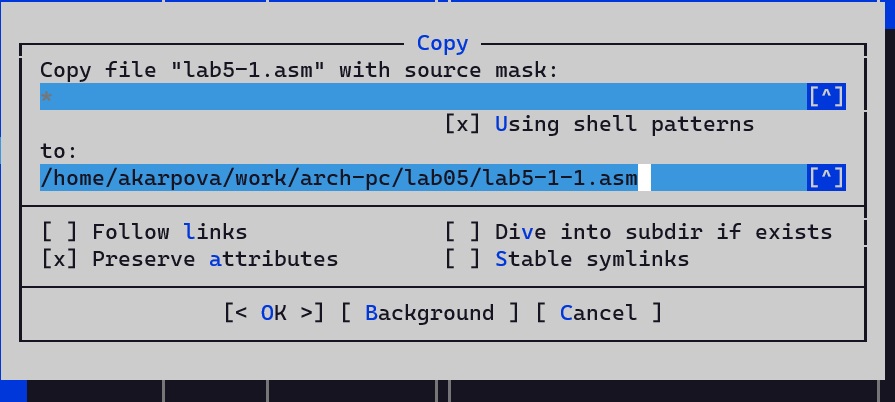 Copy
Copy file "lab5-1.asm" with source mask:
* [^]
[x] Using shell patterns
to:
/home/akarpova/work/arch-pc/lab05/lab5-1-1.asm [^]
[ ] Follow links [ ] Dive into subdir if exists
[x] Preserve attributes [ ] Stable symlinks
[< OK >] [ Background ] [ Cancel ]